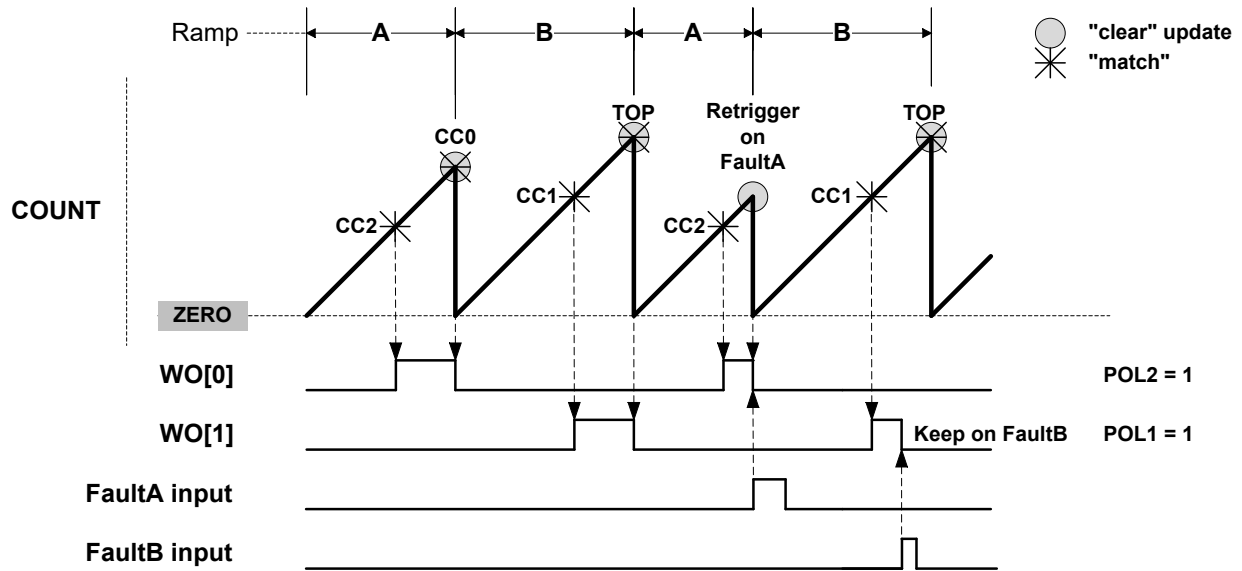 Ramp
A
B
A
B
"clear" update
"match"
COUNT
ZERO
CC2
CC0
CC1
TOP
CC2
Retrigger
on
FaultA
CC1
TOP
WO[0]
POL2 = 1
WO[1]
Keep on FaultB
POL1 = 1
FaultA input
FaultB input